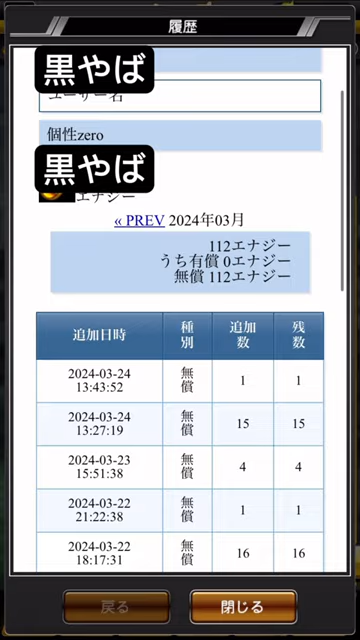 履歴
黒やば
ユーザー名
個性zero
黒やば
エナジー
« PREV 2024年03月
112エナジー
うち有償 0エナジー
無償 112エナジー
追加日時 種別 追加数 残数
2024-03-24 13:43:52 無償 1 1
2024-03-24 13:27:19 無償 15 15
2024-03-23 15:51:38 無償 4 4
2024-03-22 21:22:38 無償 1 1
2024-03-22 18:17:31 無償 16 16
戻る 閉じる